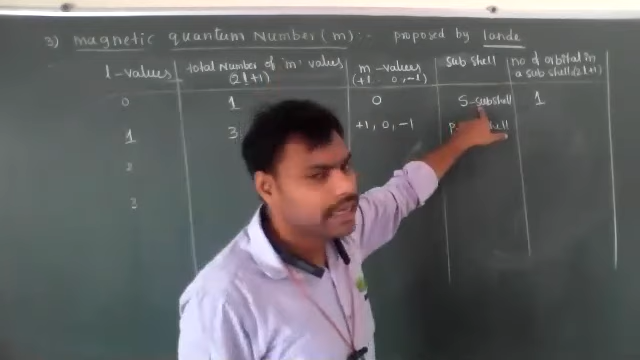 3) magnetic quantum Number (m) :- proposed by lande
l-values total Number of 'm' values (2l+1) m-values (+l..0,-l) sub shell no of orbital in a sub shell(2l+1)
0 1 0 S-subshell 1
1 3 +1, 0, -1
2
3